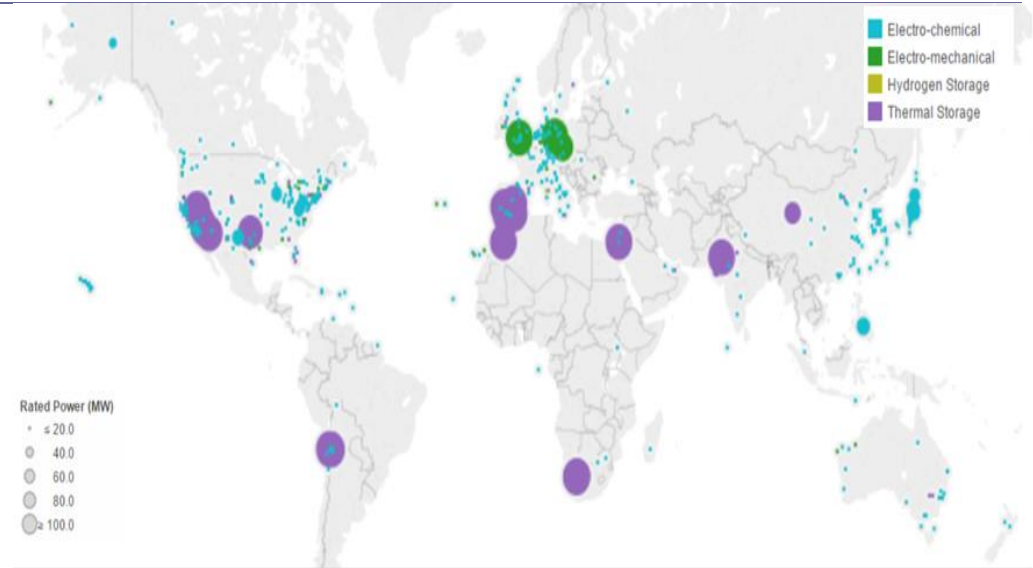 Electro-chemical
Electro-mechanical
Hydrogen Storage
Thermal Storage
Rated Power (MW)
≤ 20.0
40.0
60.0
80.0
≥ 100.0